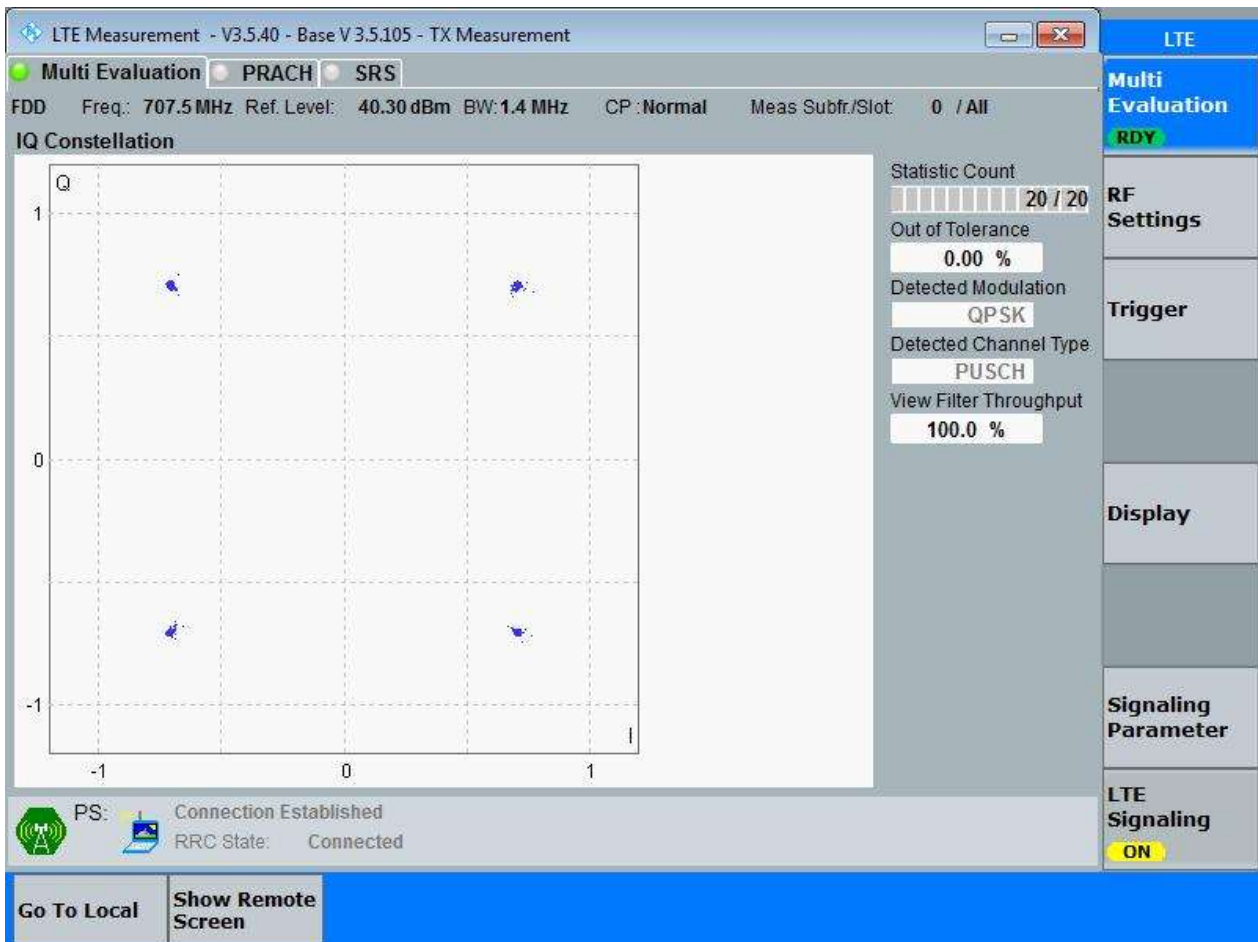 LTE Measurement - V3.5.40 - Base V 3.5.105 - TX Measurement
LTE
Multi Evaluation PRACH SRS
Multi
Evaluation
RDY
FDD Freq.: 707.5 MHz Ref. Level: 40.30 dBm BW: 1.4 MHz CP : Normal Meas Subfr./Slot: 0 / All
IQ Constellation
Q
1
0
-1
-1 0 1
I
Statistic Count
20 / 20
Out of Tolerance
0.00 %
Detected Modulation
QPSK
Detected Channel Type
PUSCH
View Filter Throughput
100.0 %
RF
Settings
Trigger
Display
Signaling
Parameter
LTE
Signaling
ON
PS: Connection Established
RRC State: Connected
Go To Local
Show Remote
Screen